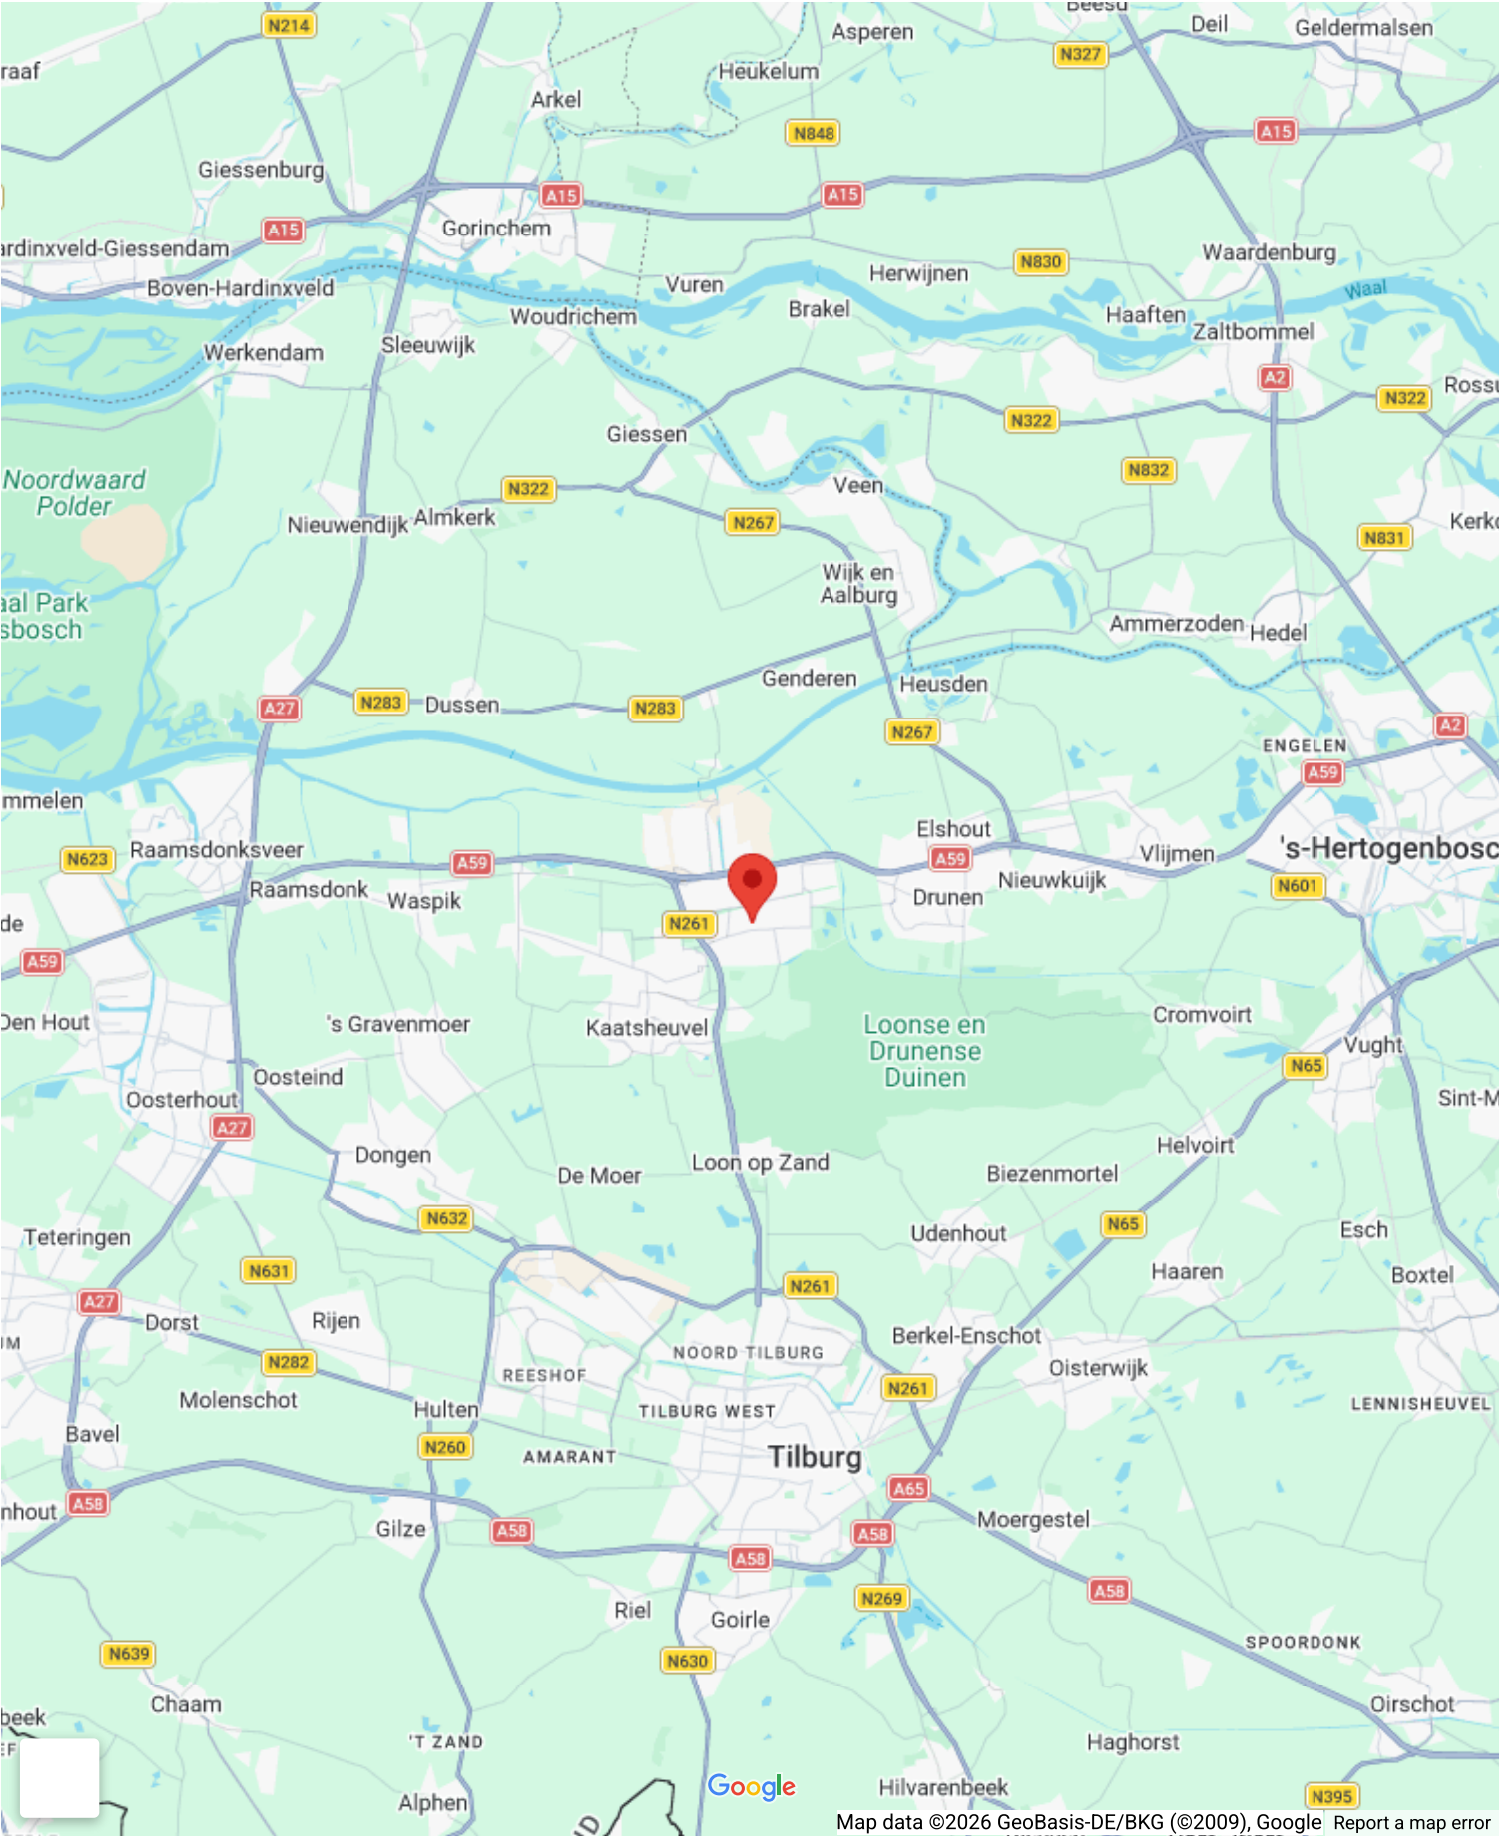 Beesd
N214
Deil
Geldermalsen
Asperen
N327
raaf
Heukelum
Arkel
N848
A15
Giessenburg
A15
A15
Gorinchem
A15
ardinxveld-Giessendam
Waardenburg
N830
Herwijnen
Vuren
Boven-Hardinxveld
Waal
Brakel
Haaften
Woudrichem
Zaltbommel
Sleeuwijk
Werkendam
A2
Rossu
N322
N322
Giessen
N832
Noordwaard
Polder
Veen
N322
Almkerk
Nieuwendijk
N267
Kerko
N831
Wijk en
Aalburg
aal Park
sbosch
Ammerzoden
Hedel
Genderen
Heusden
N283
Dussen
N283
A27
A2
N267
ENGELEN
A59
mmelen
Elshout
Raamsdonksveer
's-Hertogenbosc
N623
A59
A59
Vlijmen
Nieuwkuijk
N601
Raamsdonk
Waspik
Drunen
de
N261
A59
Den Hout
's Gravenmoer
Kaatsheuvel
Loonse en
Drunense
Duinen
Cromvoirt
Vught
N65
Oosteind
Oosterhout
Sint-M
A27
Dongen
Helvoirt
Loon op Zand
De Moer
Biezenmortel
N632
N65
Teteringen
Udenhout
Esch
N631
Haaren
Boxtel
N261
A27
Dorst
Rijen
Berkel-Enschot
NOORD TILBURG
N282
REESHOF
Oisterwijk
N261
Molenschot
Hulten
TILBURG WEST
LENNISHEUVEL
Bavel
N260
AMARANT
Tilburg
A65
A58
nhout
Gilze
A58
A58
Moergestel
A58
A58
N269
Riel
Goirle
SPOORDONK
N639
N630
Chaam
Oirschot
beek
'T ZAND
Haghorst
Google
Hilvarenbeek
N395
Alphen
Map data ©2026 GeoBasis-DE/BKG (©2009), Google
Report a map error